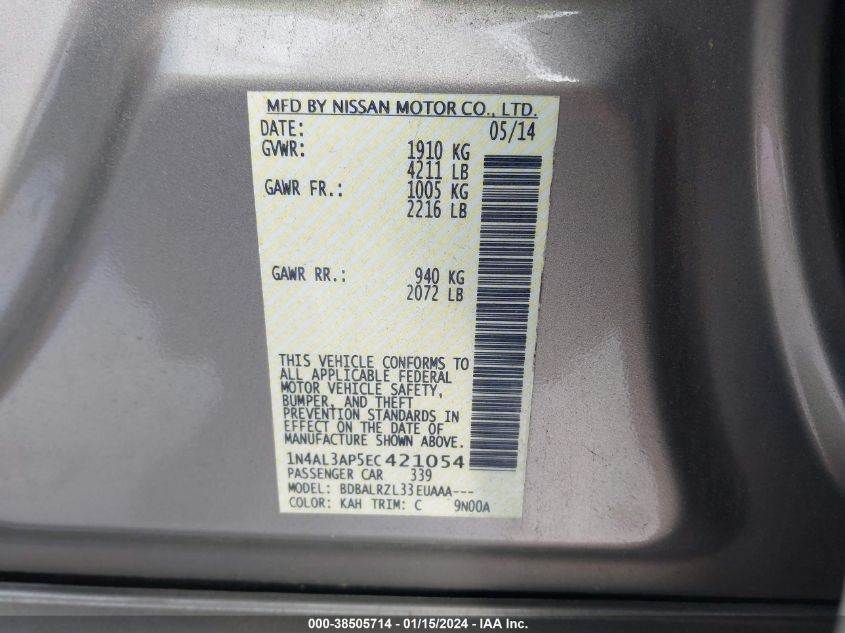 MFD BY NISSAN MOTOR CO., LTD.
DATE: 05/14
GVWR: 1910 KG
4211 LB
GAWR FR.: 1005 KG
2216 LB
GAWR RR.: 940 KG
2072 LB
THIS VEHICLE CONFORMS TO
ALL APPLICABLE FEDERAL
MOTOR VEHICLE SAFETY,
BUMPER, AND THEFT
PREVENTION STANDARDS IN
EFFECT ON THE DATE OF
MANUFACTURE SHOWN ABOVE.
1N4AL3AP5EC421054
PASSENGER CAR 339
MODEL: BDBALRZL33EUAAA---
COLOR: KAH TRIM: C 9N00A
000-38505714 - 01/15/2024 - IAA Inc.